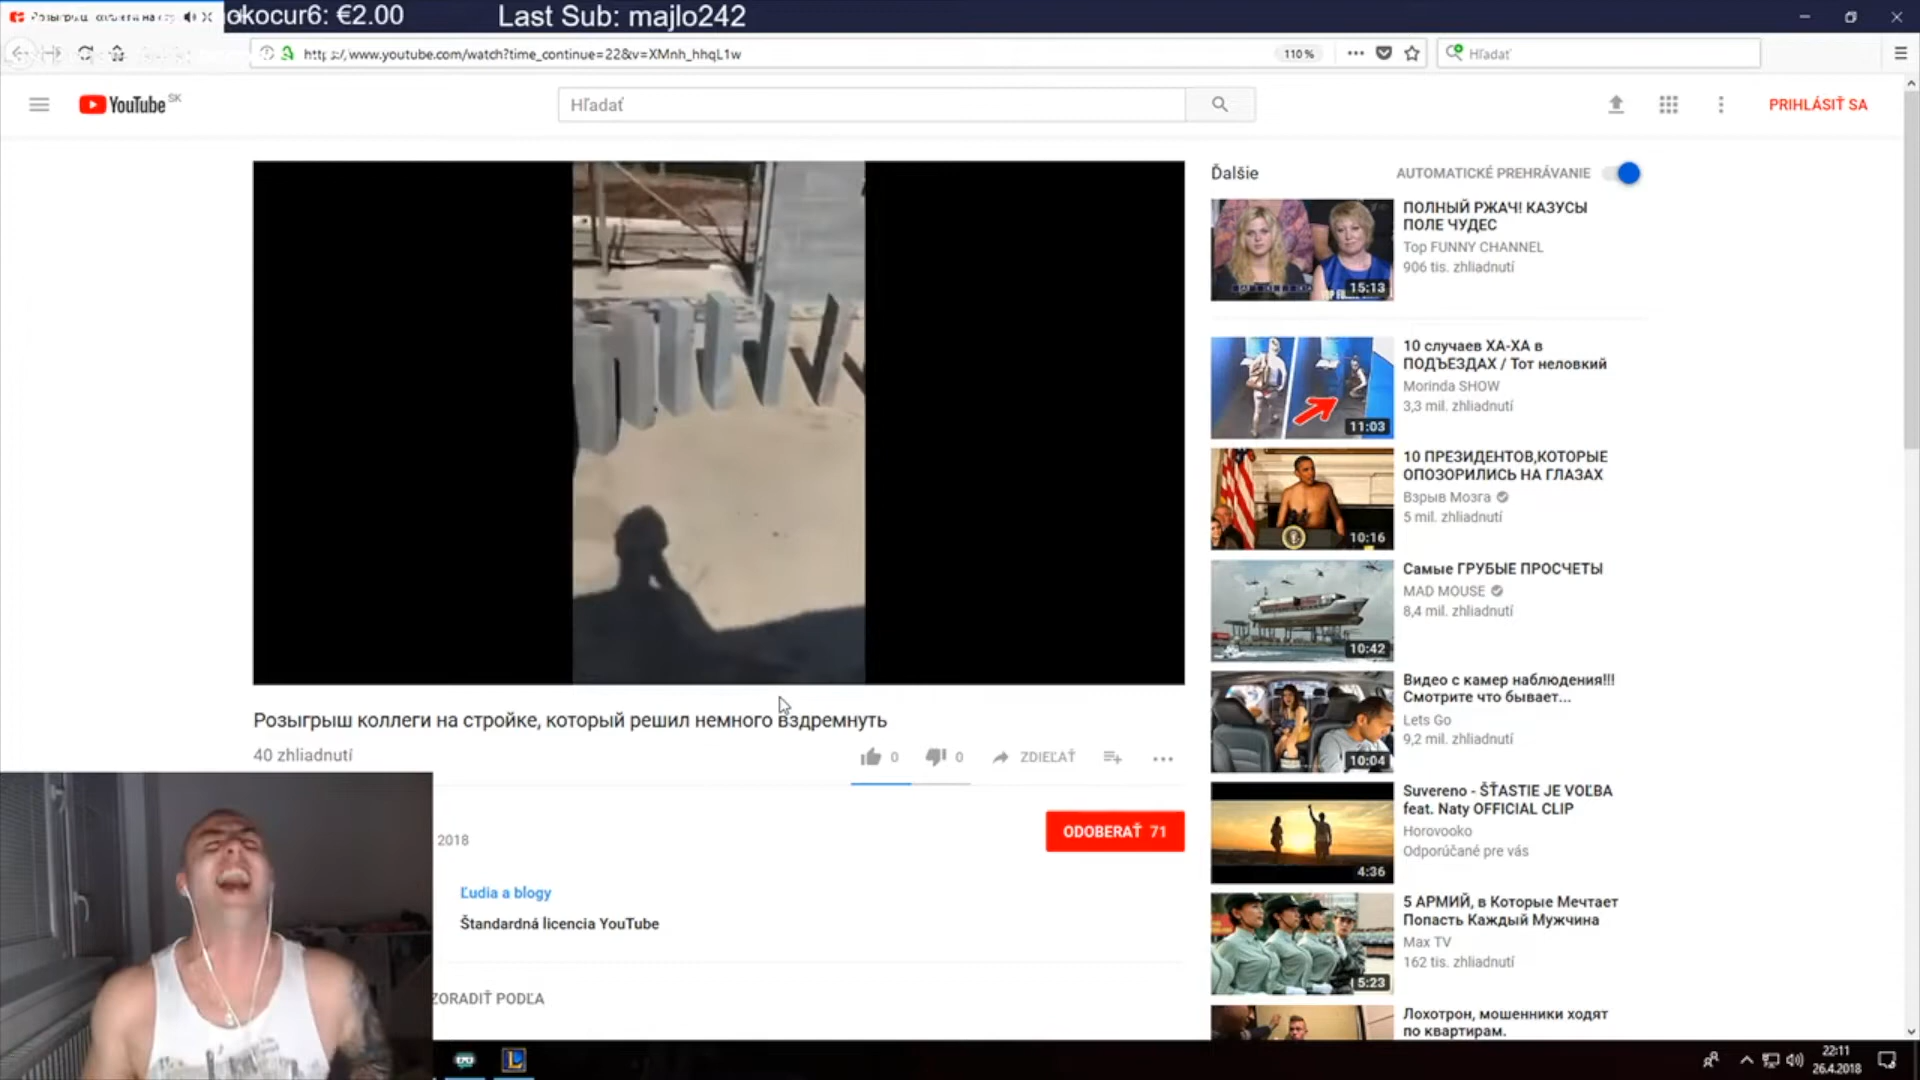 okocur6: €2.00
Last Sub: majlo242
https://www.youtube.com/watch?time_continue=22&v=XMnh_hhqL1w
110 %
Hľadať
YouTube SK
Hľadať
PRIHLÁSIŤ SA
Ďalšie
AUTOMATICKÉ PREHRÁVANIE
ПОЛНЫЙ РЖАЧ! КАЗУСЫ
ПОЛЕ ЧУДЕС
Top FUNNY CHANNEL
906 tis. zhliadnutí
15:13
10 случаев ХА-ХА в
ПОДЪЕЗДАХ / Тот неловкий
Morinda SHOW
3,3 mil. zhliadnutí
11:03
10 ПРЕЗИДЕНТОВ,КОТОРЫЕ
ОПОЗОРИЛИСЬ НА ГЛАЗАХ
Взрыв Мозга
5 mil. zhliadnutí
10:16
Самые ГРУБЫЕ ПРОСЧЕТЫ
MAD MOUSE
8,4 mil. zhliadnutí
10:42
Видео с камер наблюдения!!!
Смотрите что бывает...
Lets Go
9,2 mil. zhliadnutí
10:04
Suvereno - ŠŤASTIE JE VOĽBA
feat. Naty OFFICIAL CLIP
Horovooko
Odporúčané pre vás
4:36
5 АРМИЙ, в Которые Мечтает
Попасть Каждый Мужчина
Max TV
162 tis. zhliadnutí
5:23
Лохотрон, мошенники ходят
по квартирам.
Розыгрыш коллеги на стройке, который решил немного вздремнуть
40 zhliadnutí
0
0
ZDIEĽAŤ
2018
ODOBERAŤ 71
Ľudia a blogy
Štandardná licencia YouTube
ZORADIŤ PODĽA
22:11
26.4.2018